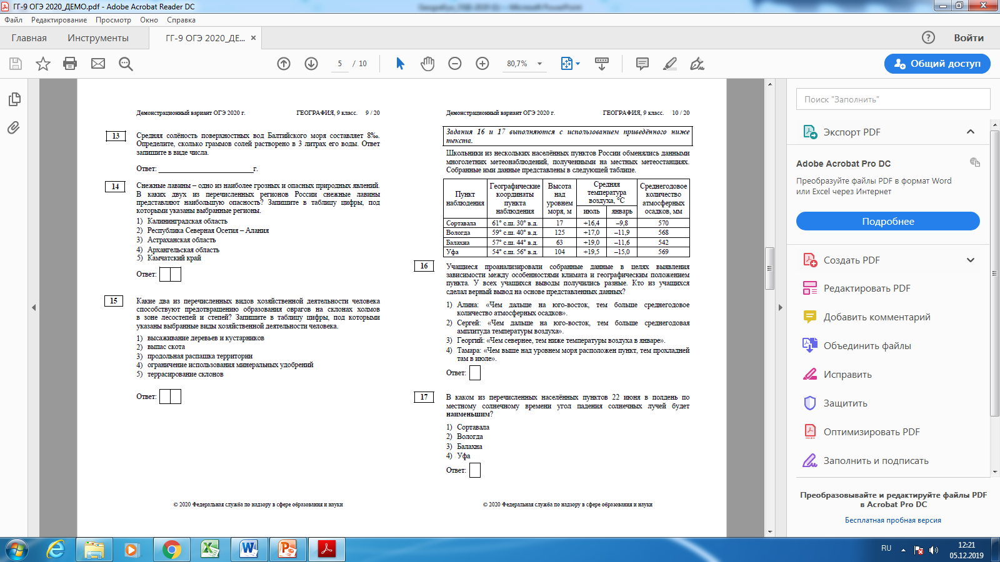 ГГ-9 ОГЭ 2020_ДЕМО.pdf - Adobe Acrobat Reader DC
Файл Редактирование Просмотр Окно Справка
Главная Инструменты ГГ-9 ОГЭ 2020_ДЕ... × Войти
5 / 10 80,7% Общий доступ
Демонстрационный вариант ОГЭ 2020 г. ГЕОГРАФИЯ, 9 класс. 9 / 20
13 Средняя солёность поверхностных вод Балтийского моря составляет 8‰.
Определите, сколько граммов солей растворено в 3 литрах его воды. Ответ
запишите в виде числа.
Ответ: ___________________________г.
14 Снежные лавины – одно из наиболее грозных и опасных природных явлений.
В каких двух из перечисленных регионов России снежные лавины
представляют наибольшую опасность? Запишите в таблицу цифры, под
которыми указаны выбранные регионы.
1) Калининградская область
2) Республика Северная Осетия – Алания
3) Астраханская область
4) Архангельская область
5) Камчатский край
Ответ:
15 Какие два из перечисленных видов хозяйственной деятельности человека
способствуют предотвращению образования оврагов на склонах холмов
в зоне лесостепей и степей? Запишите в таблицу цифры, под которыми
указаны выбранные виды хозяйственной деятельности человека.
1) высаживание деревьев и кустарников
2) выпас скота
3) продольная распашка территории
4) ограничение использования минеральных удобрений
5) террасирование склонов
Ответ:
© 2020 Федеральная служба по надзору в сфере образования и науки
Демонстрационный вариант ОГЭ 2020 г. ГЕОГРАФИЯ, 9 класс. 10 / 20
Задания 16 и 17 выполняются с использованием приведённого ниже
текста.
Школьники из нескольких населённых пунктов России обменялись данными
многолетних метеонаблюдений, полученными на местных метеостанциях.
Собранные ими данные представлены в следующей таблице.
Пункт наблюдения Географические координаты пункта наблюдения Высота над уровнем моря, м Средняя температура воздуха, °С Среднегодовое количество атмосферных осадков, мм
июль январь
Сортавала 61° с.ш. 30° в.д. 17 +16,4 –9,8 570
Вологда 59° с.ш. 40° в.д. 125 +17,0 –11,9 568
Балахна 57° с.ш. 44° в.д. 63 +19,0 –11,6 542
Уфа 54° с.ш. 56° в.д. 104 +19,5 –15,0 569
16 Учащиеся проанализировали собранные данные в целях выявления
зависимости между особенностями климата и географическим положением
пункта. У всех учащихся выводы получились разные. Кто из учащихся
сделал верный вывод на основе представленных данных?
1) Алина: «Чем дальше на юго-восток, тем больше среднегодовое
количество атмосферных осадков».
2) Сергей: «Чем дальше на юго-восток, тем больше среднегодовая
амплитуда температуры воздуха».
3) Георгий: «Чем севернее, тем ниже температуры воздуха в январе».
4) Тамара: «Чем выше над уровнем моря расположен пункт, тем прохладней
там в июле».
Ответ:
17 В каком из перечисленных населённых пунктов 22 июня в полдень по
местному солнечному времени угол падения солнечных лучей будет
наименьшим?
1) Сортавала
2) Вологда
3) Балахна
4) Уфа
Ответ:
© 2020 Федеральная служба по надзору в сфере образования и науки
Поиск "Заполнить"
Экспорт PDF
Adobe Acrobat Pro DC
Преобразуйте файлы PDF в формат Word
или Excel через Интернет
Подробнее
Создать PDF
Редактировать PDF
Добавить комментарий
Объединить файлы
Исправить
Защитить
Оптимизировать PDF
Заполнить и подписать
Преобразовывайте и редактируйте файлы PDF
в Acrobat Pro DC
Бесплатная пробная версия
RU 12:21
05.12.2019